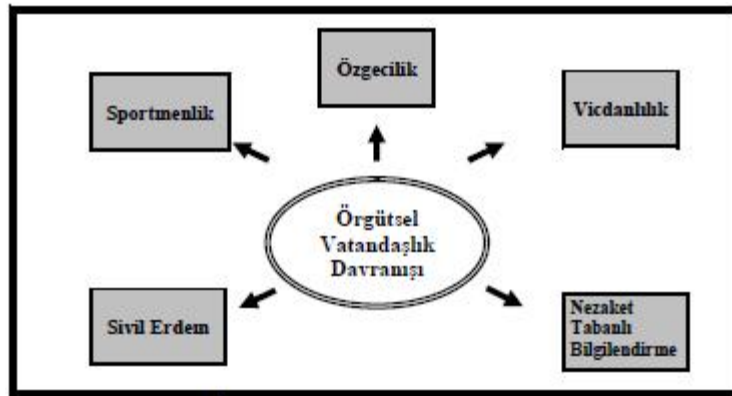 Özgecilik
Sportmenlik
Vicdanlılık
Örgütsel
Vatandaşlık
Davranışı
Sivil Erdem
Nezaket
Tabanlı
Bilgilendirme